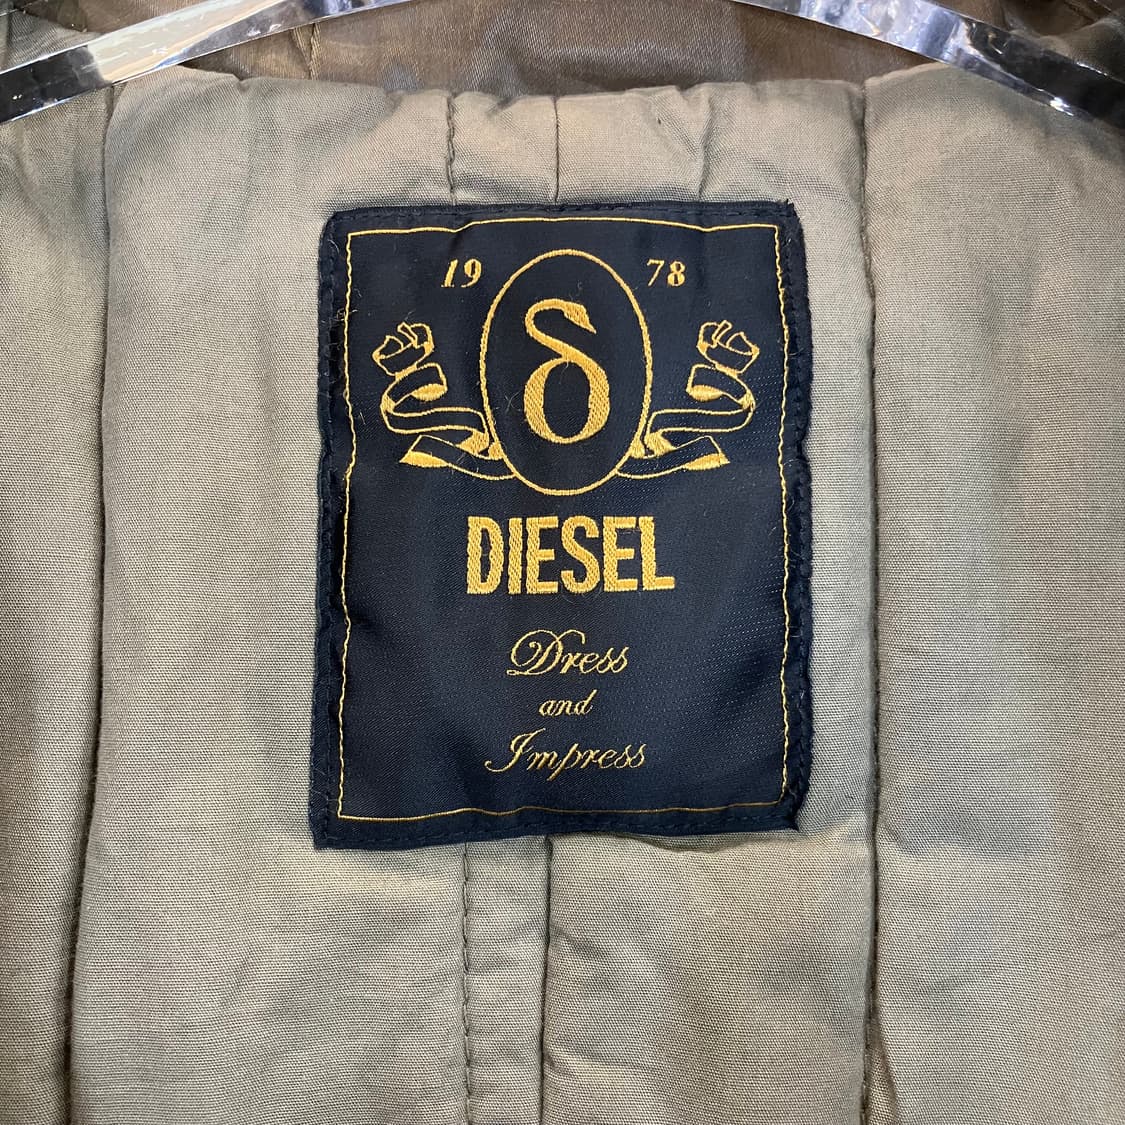 19 78
δ
DIESEL
Dress
and
Impress